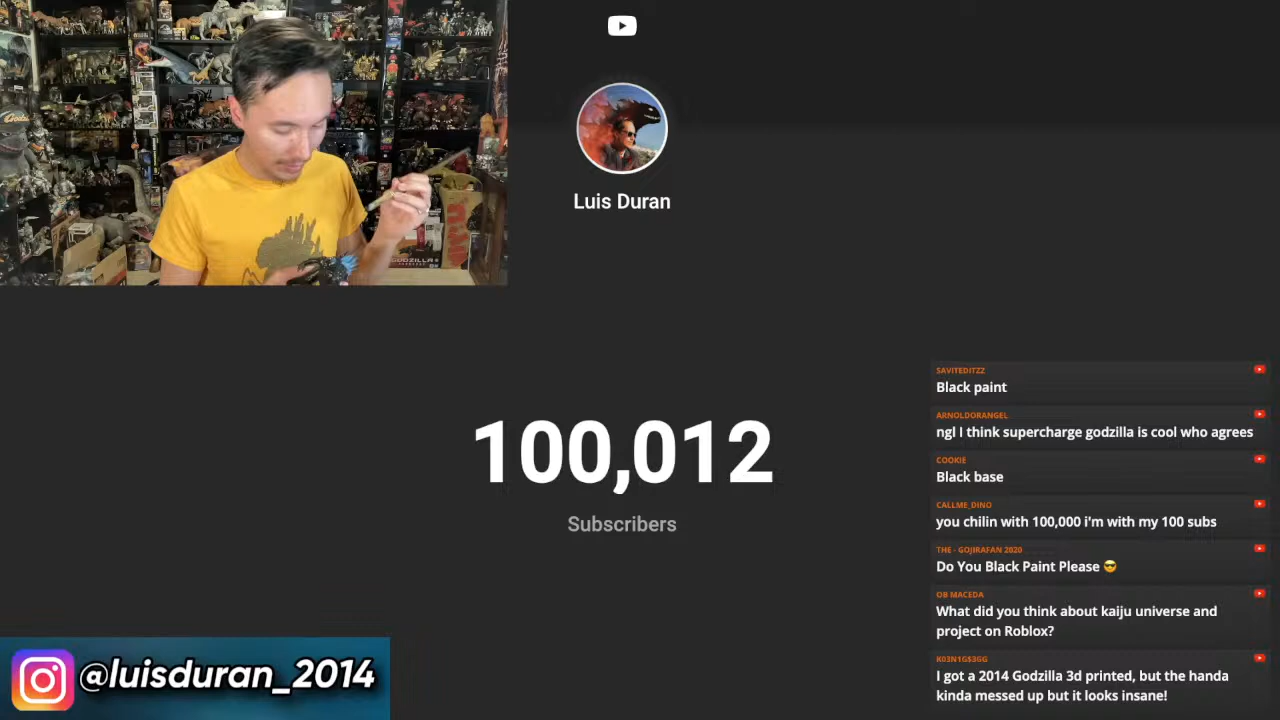 Luis Duran
100,012
Subscribers
SAVITEDITZZ
Black paint
ARNOLDORANGEL
ngl I think supercharge godzilla is cool who agrees
COOKIE
Black base
CALLME_DINO
you chilin with 100,000 i'm with my 100 subs
THE - GOJIRAFAN 2020
Do You Black Paint Please 😎
OB MACEDA
What did you think about kaiju universe and
project on Roblox?
K03N1G$3GG
I got a 2014 Godzilla 3d printed, but the handa
kinda messed up but it looks insane!
@luisduran_2014